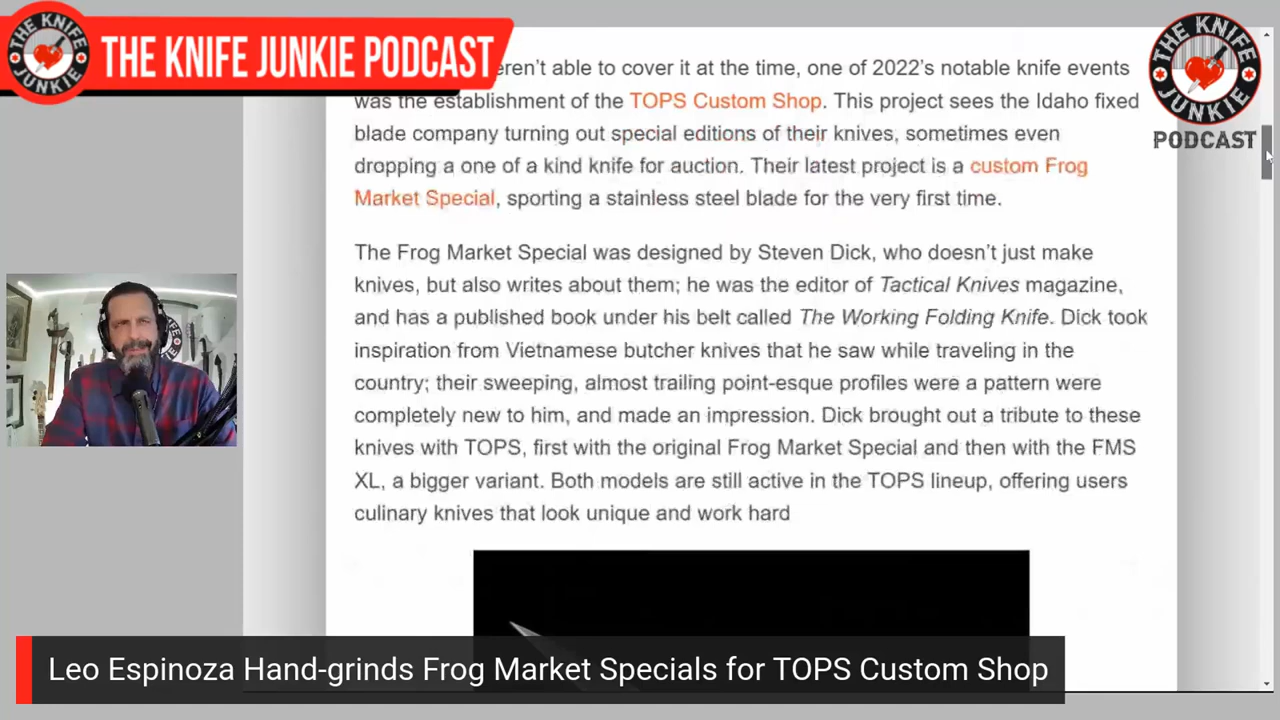 THE KNIFE
JUNKIE
THE KNIFE JUNKIE PODCAST
THE KNIFE
JUNKIE
PODCAST
eren't able to cover it at the time, one of 2022's notable knife events
was the establishment of the TOPS Custom Shop. This project sees the Idaho fixed
blade company turning out special editions of their knives, sometimes even
dropping a one of a kind knife for auction. Their latest project is a custom Frog
Market Special, sporting a stainless steel blade for the very first time.
The Frog Market Special was designed by Steven Dick, who doesn't just make
knives, but also writes about them; he was the editor of Tactical Knives magazine,
and has a published book under his belt called The Working Folding Knife. Dick took
inspiration from Vietnamese butcher knives that he saw while traveling in the
country; their sweeping, almost trailing point-esque profiles were a pattern were
completely new to him, and made an impression. Dick brought out a tribute to these
knives with TOPS, first with the original Frog Market Special and then with the FMS
XL, a bigger variant. Both models are still active in the TOPS lineup, offering users
culinary knives that look unique and work hard
Leo Espinoza Hand-grinds Frog Market Specials for TOPS Custom Shop